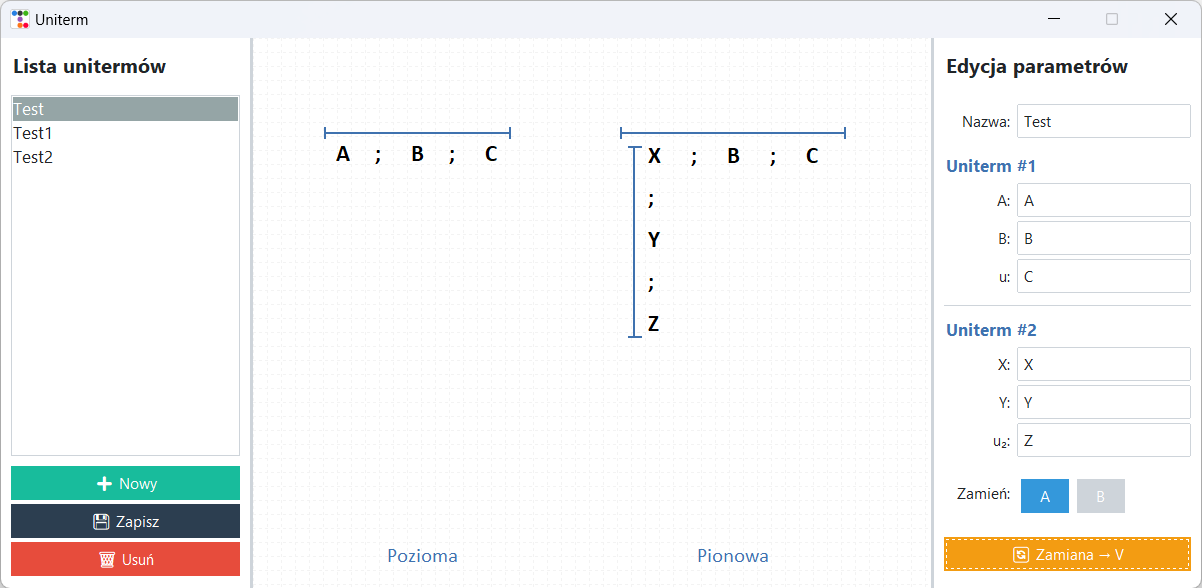 Uniterm
Lista unitermów
Test
Test1
Test2
Nowy
Zapisz
Usuń
A ; B ; C
X ; B ; C
;
Y
;
Z
Pozioma
Pionowa
Edycja parametrów
Nazwa: Test
Uniterm #1
A: A
B: B
u: C
Uniterm #2
X: X
Y: Y
u₂: Z
Zamień: A B
Zamiana → V